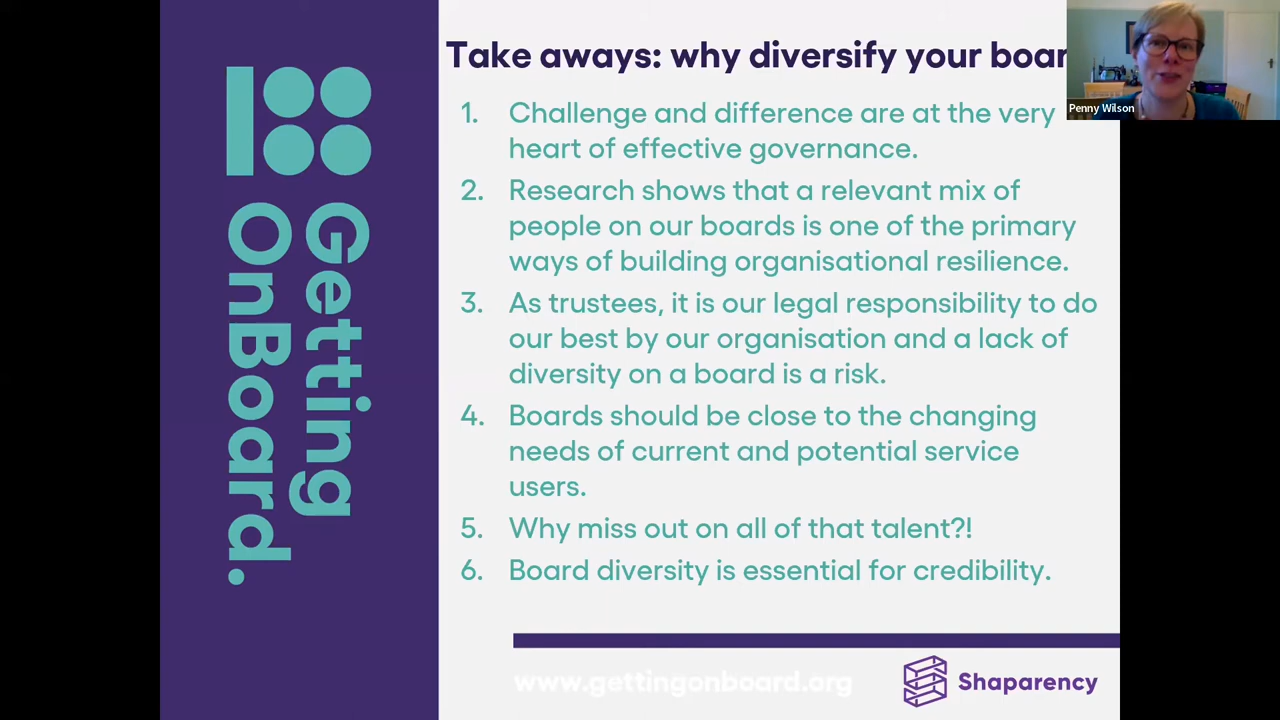 Take aways: why diversify your
Penny Wilson
1. Challenge and difference are at the very
heart of effective governance.
2. Research shows that a relevant mix of
people on our boards is one of the primary
ways of building organisational resilience.
3. As trustees, it is our legal responsibility to do
our best by our organisation and a lack of
diversity on a board is a risk.
4. Boards should be close to the changing
needs of current and potential service
users.
5. Why miss out on all of that talent?!
6. Board diversity is essential for credibility.
Getting
OnBoard.
www.gettingonboard.org
Shaparency